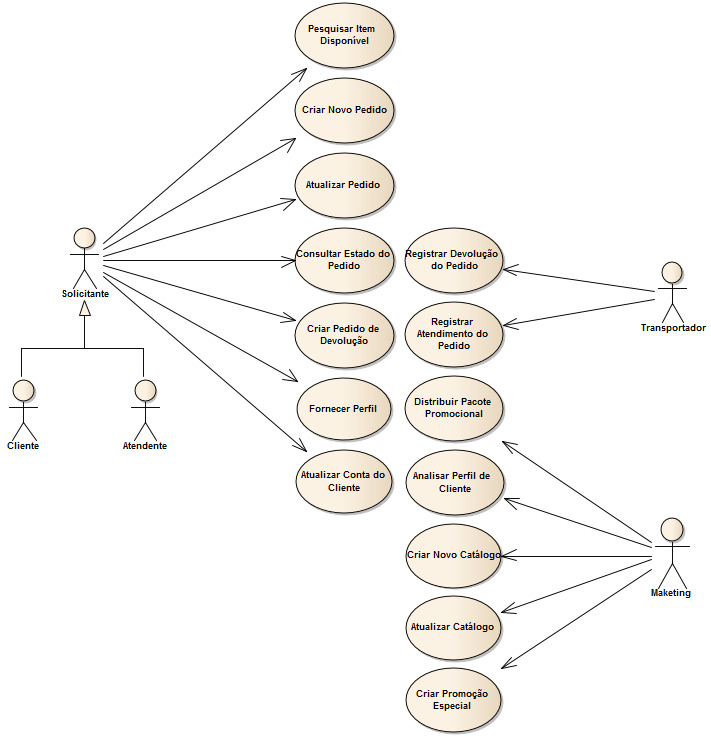 Pesquisar Item
Disponível
Criar Novo Pedido
Atualizar Pedido
Consultar Estado do
Pedido
Registrar Devolução
do Pedido
Solicitante
Criar Pedido de
Devolução
Registrar
Atendimento do
Pedido
Transportador
Fornecer Perfil
Distribuir Pacote
Promocional
Cliente
Atendente
Atualizar Conta do
Cliente
Analisar Perfil de
Cliente
Criar Novo Catálogo
Maketing
Atualizar Catálogo
Criar Promoção
Especial